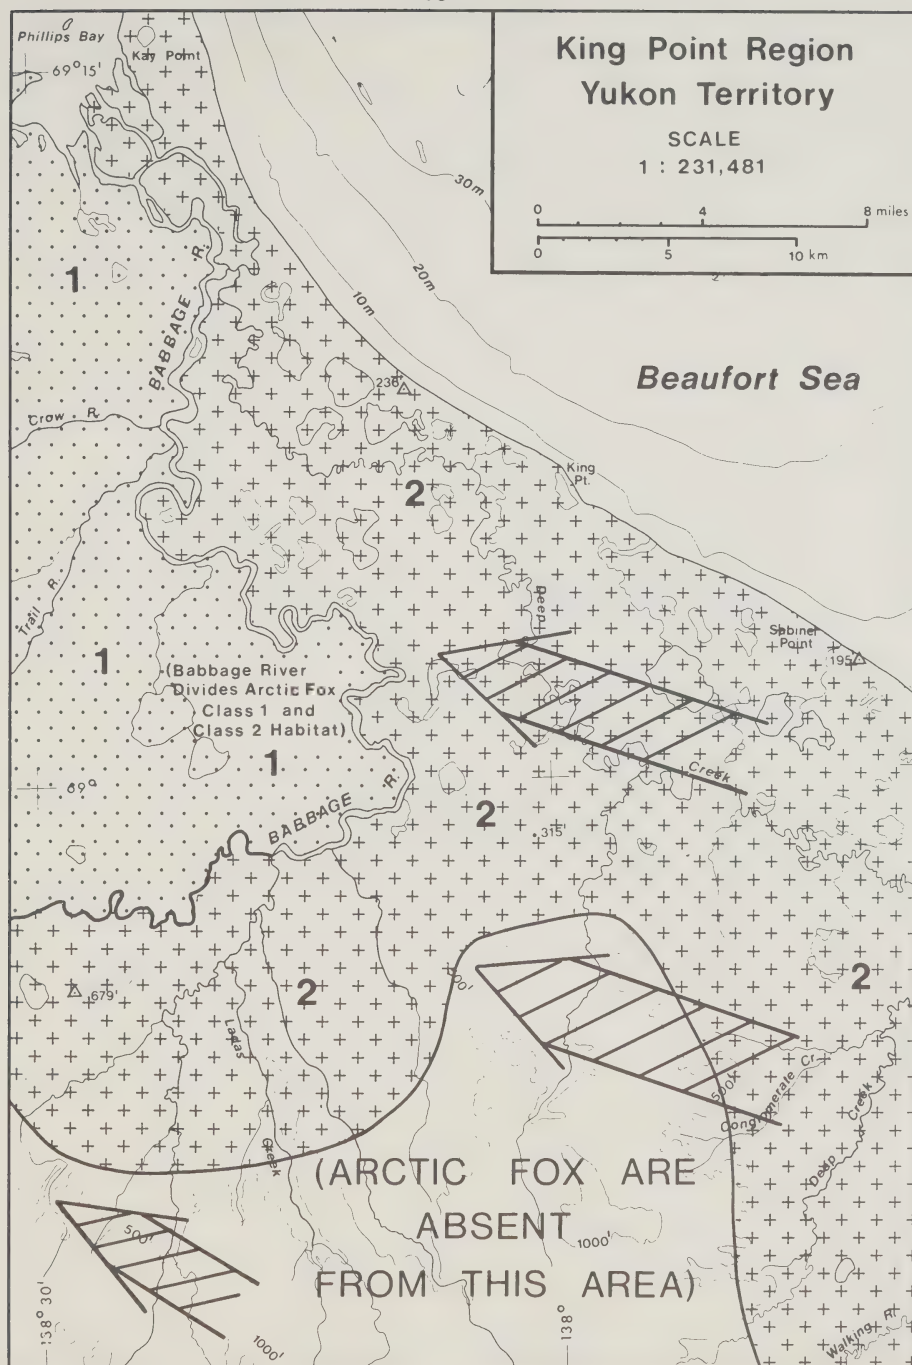 Phillips Bay
Kay Point
69° 15'
King Point Region
Yukon Territory
SCALE
1 : 231,481
0 4 8 miles
0 5 10 km
30m
20m
10m
1
BABBAGE R.
236'
Beaufort Sea
Crow R.
King
Pt.
2
Trail R.
Deep
Sabine
Point
195'
1
(Babbage River
Divides Arctic Fox
Class 1 and
Class 2 Habitat)
1
69°
BABBAGE R.
Creek
2
315'
2
679'
2
Ladas
Creek
Conglomerate Cr.
500'
Deep Creek
(ARCTIC FOX ARE
ABSENT
FROM THIS AREA)
500'
1000'
138° 30'
1000'
138°
Walking R.